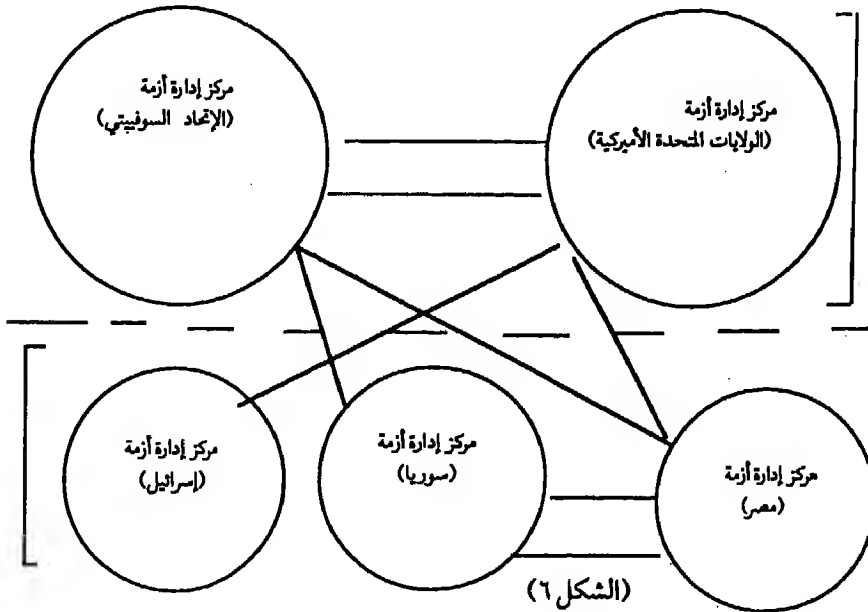 مركز إدارة أزمة
(الولايات المتحدة الأميركية)
مركز إدارة أزمة
(الإتحاد السوفييتي)
مركز إدارة أزمة
(مصر)
مركز إدارة أزمة
(سوريا)
مركز إدارة أزمة
(إسرائيل)
(الشكل ٦)